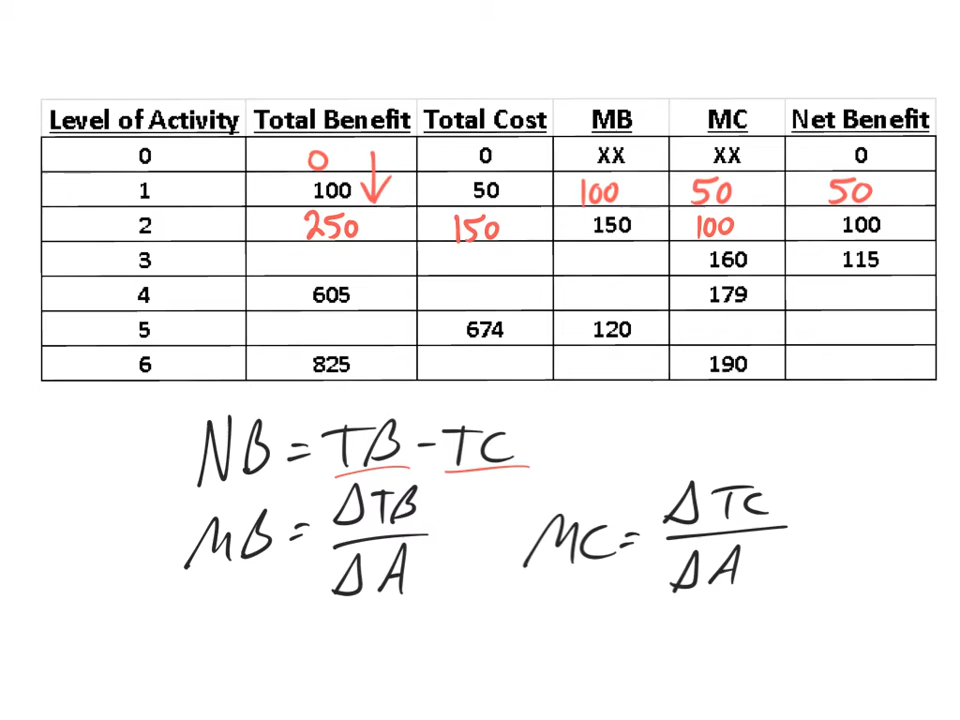 Level of Activity Total Benefit Total Cost MB MC Net Benefit
0 0 0 XX XX 0
1 100 50 100 50 50
2 250 150 150 100 100
3 160 115
4 605 179
5 674 120
6 825 190
NB = TB - TC
MB = ΔTB / ΔA MC = ΔTC / ΔA